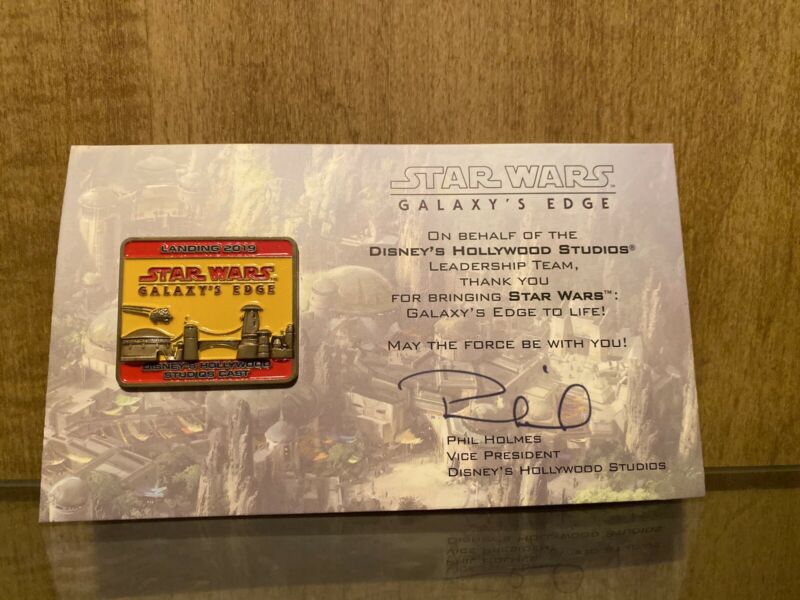 LANDING 2019
STAR WARS
GALAXY'S EDGE
DISNEY'S HOLLYWOOD
STUDIOS CAST
STAR WARS™
GALAXY'S EDGE
ON BEHALF OF THE
DISNEY'S HOLLYWOOD STUDIOS®
LEADERSHIP TEAM,
THANK YOU
FOR BRINGING STAR WARS™:
GALAXY'S EDGE TO LIFE!
MAY THE FORCE BE WITH YOU!
Phil
PHIL HOLMES
VICE PRESIDENT
DISNEY'S HOLLYWOOD STUDIOS